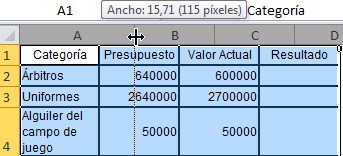 A1 Ancho: 15,71 (115 píxeles) Categoría
A B C D
1 Categoría Presupuesto Valor Actual Resultado
2 Árbitros 640000 600000
3 Uniformes 2640000 2700000
Alguiler del
campo de
4 juego 50000 50000